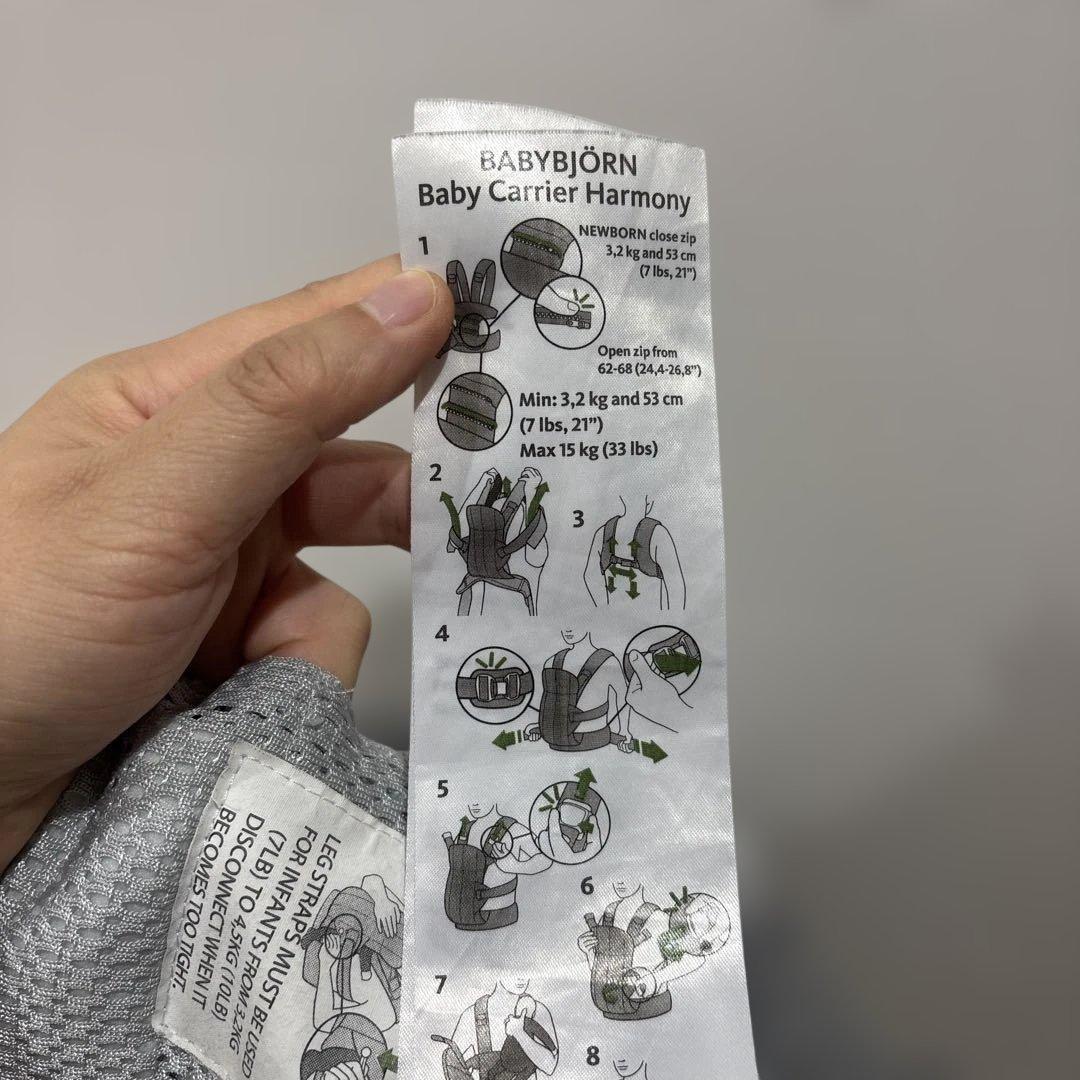 BABYBJÖRN
Baby Carrier Harmony
1
NEWBORN close zip
3,2 kg and 53 cm
(7 lbs, 21”)
Open zip from
62-68 (24,4-26,8”)
Min: 3,2 kg and 53 cm
(7 lbs, 21”)
Max 15 kg (33 lbs)
2
3
4
5
6
7
8
LEG STRAPS MUST BE USED
FOR INFANTS FROM 3,2KG
(7LB) TO 4,5KG (10LB)
DISCONNECT WHEN IT
BECOMES TOO TIGHT.